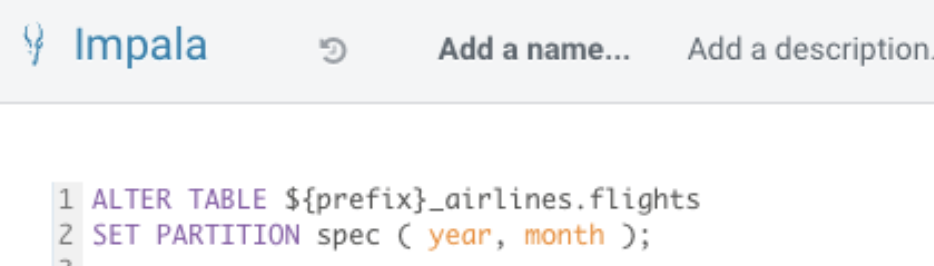 Impala Add a name... Add a description.
1 ALTER TABLE ${prefix}_airlines.flights
2 SET PARTITION spec ( year, month );